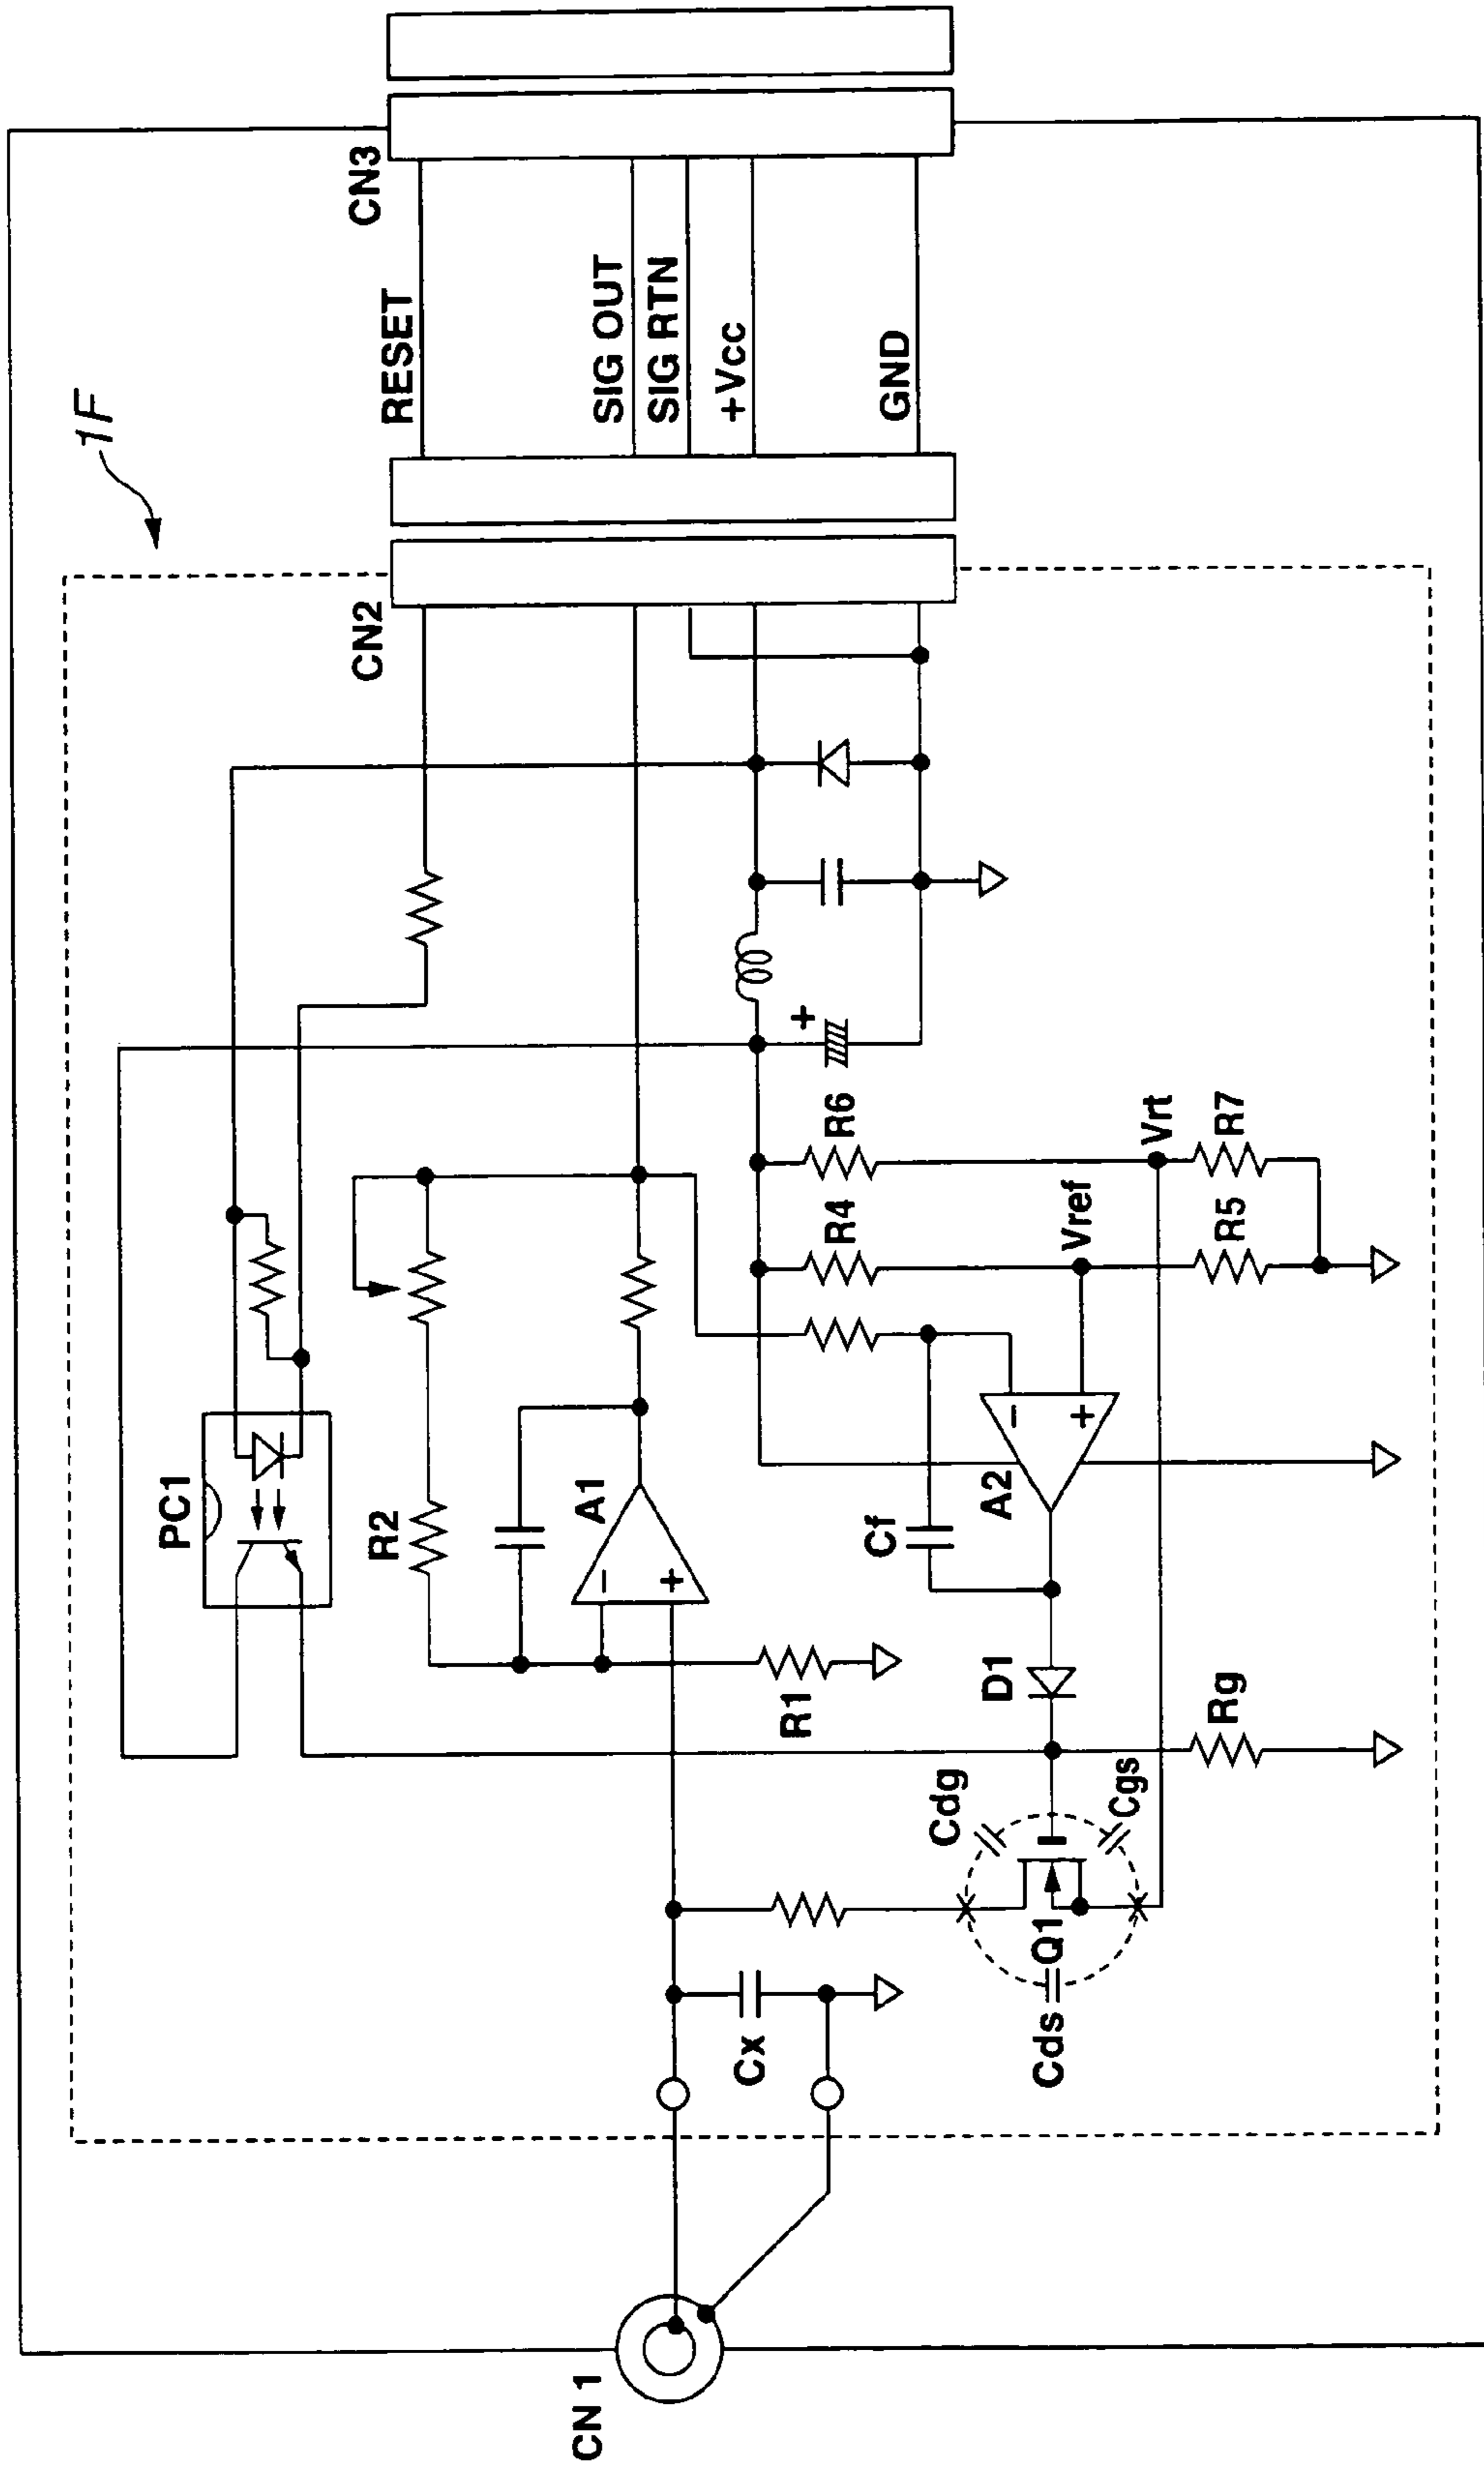 1F
CN3
RESET
SIG OUT
SIG RTN
+Vcc
GND
CN2
+
PC1
R2
A1
−
+
R1
R6
R4
Vrt
Vref
R7
R5
A2
−
+
Cf
D1
Rg
Cdg
Cgs
Q1
Cds
Cx
CN 1